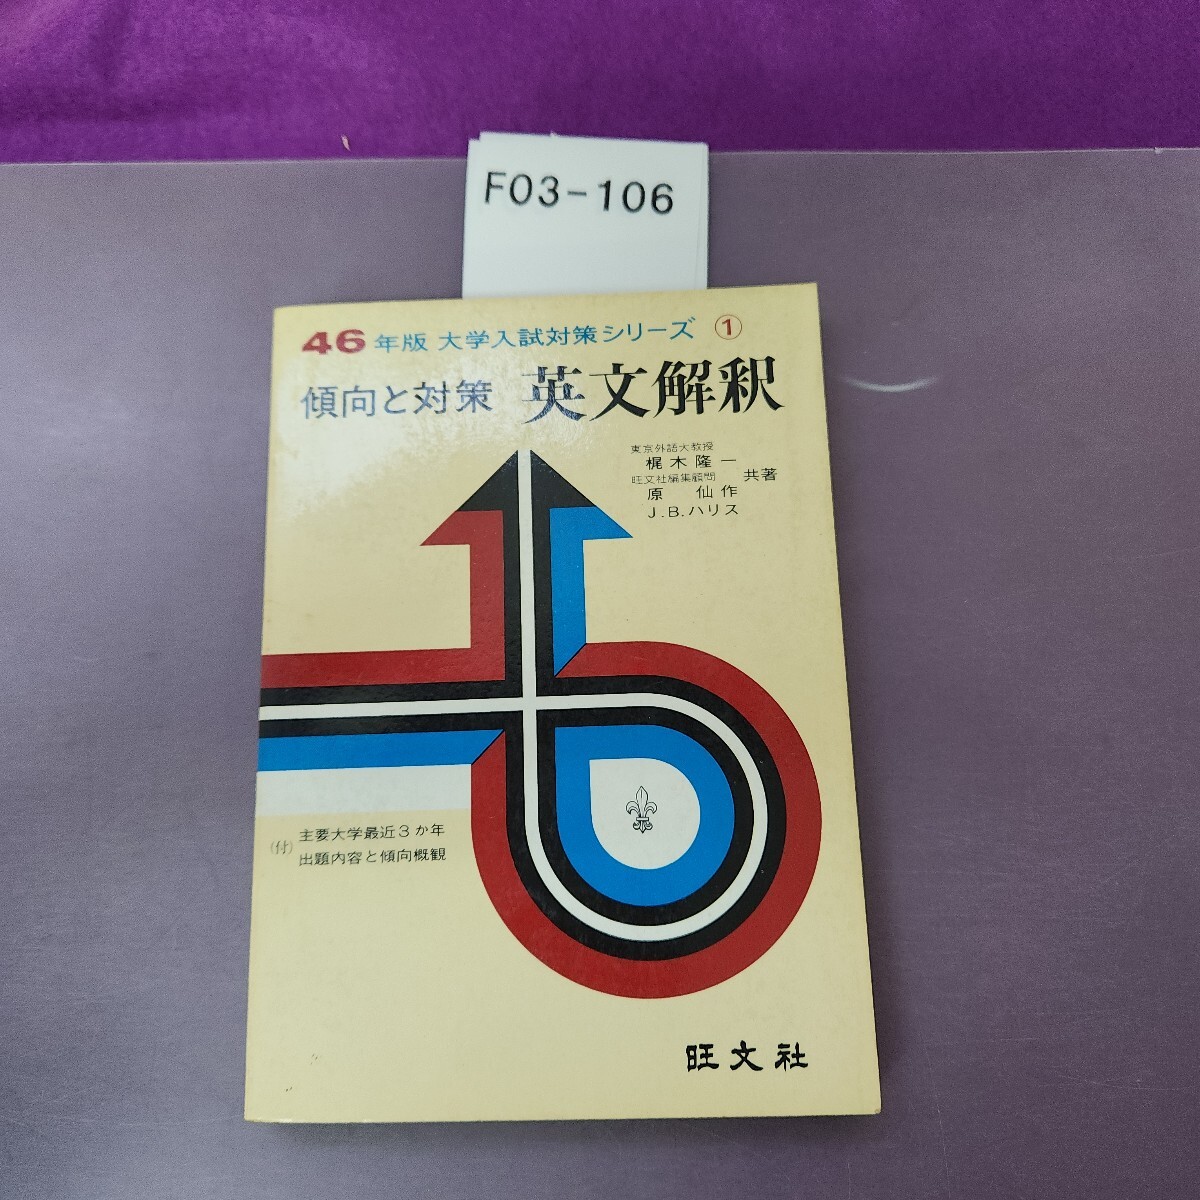 F03-106
46年版 大学入試対策シリーズ ①
傾向と対策 英文解釈
東京外語大教授
梶木隆一
旺文社編集顧問
共著
原 仙作
J.B.ハリス
(付)
主要大学最近3か年
出題内容と傾向概観
旺文社